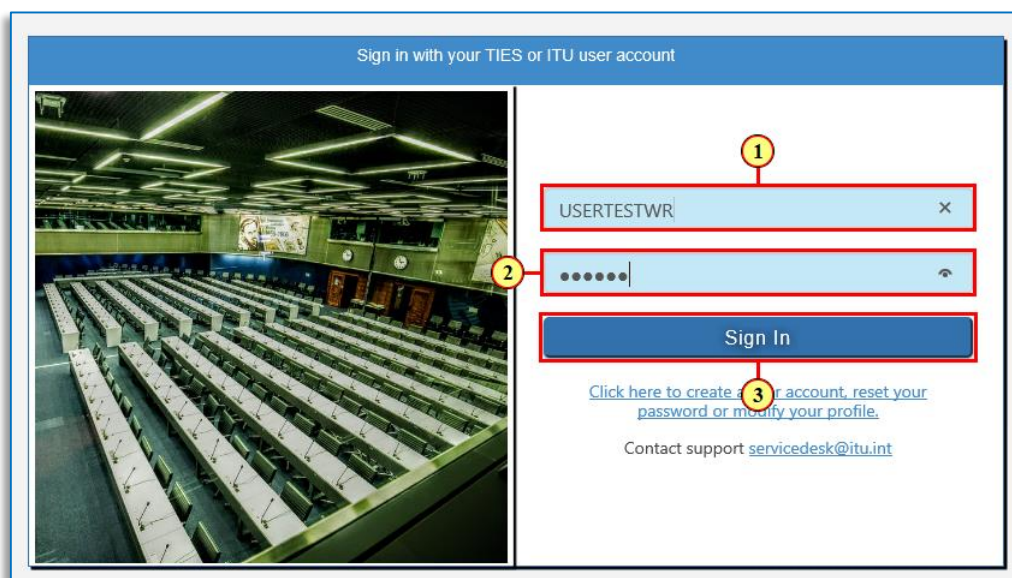 Sign in with your TIES or ITU user account
1
USERTESTWR
2
Sign In
Click here to create a user account, reset your
3
password or modify your profile.
Contact support servicedesk@itu.int